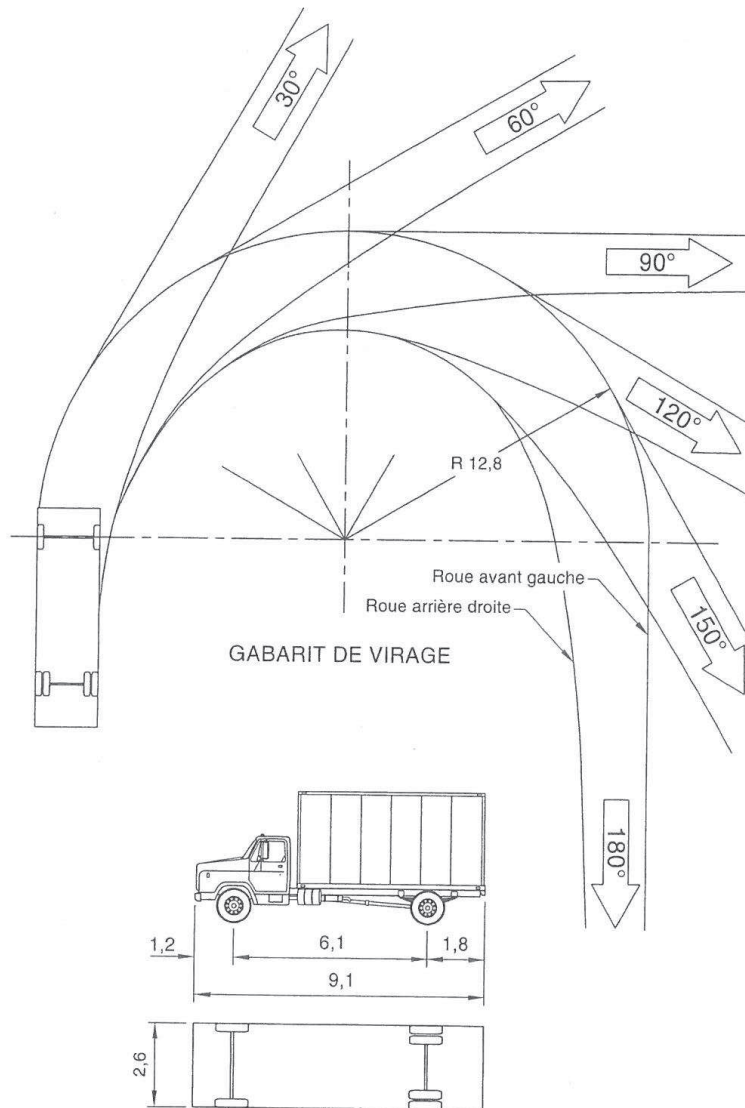 30°
60°
90°
120°
R 12,8
Roue avant gauche
Roue arrière droite
150°
GABARIT DE VIRAGE
180°
1,2
6,1
1,8
9,1
2,6